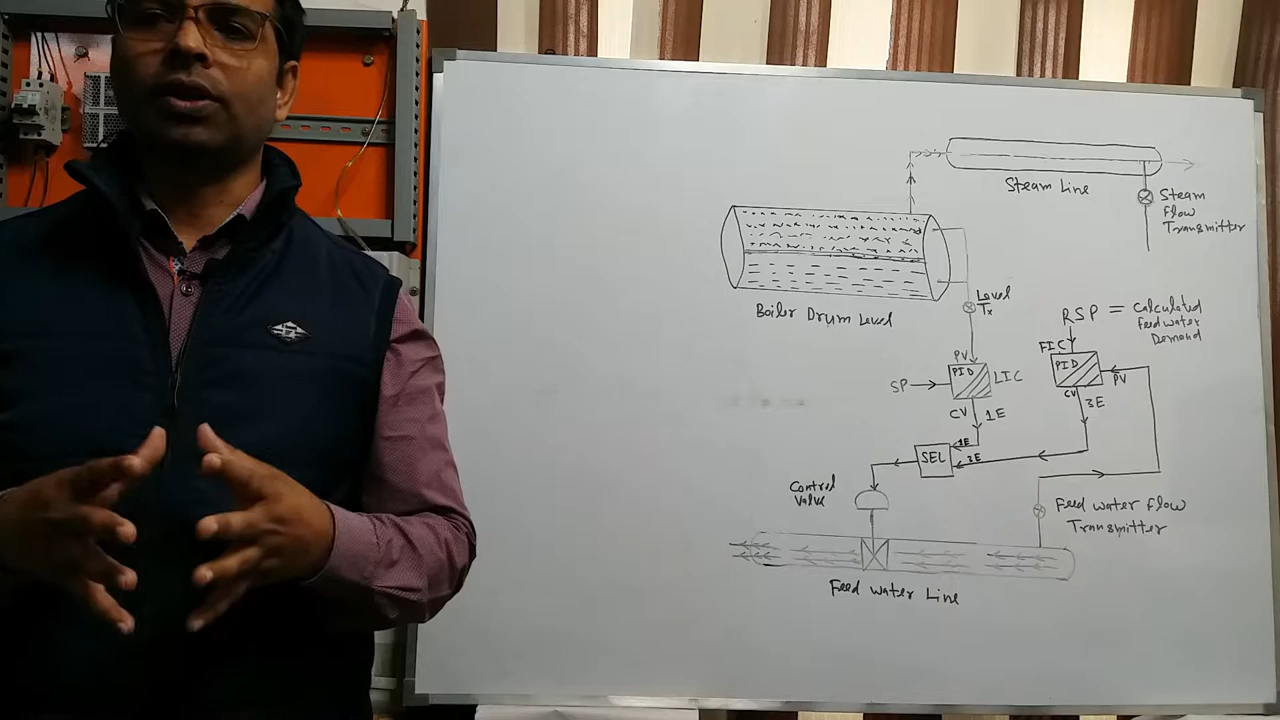 Steam Line
Steam
Flow
Transmitter
Boiler Drum Level
Level
Tx
RSP = Calculated
Feed water
Demand
FIC
PID
PV
CV
3E
PV
PID
SP
LIC
CV
1E
1E
SEL
3E
Control
Valve
Feed water flow
Transmitter
Feed water Line